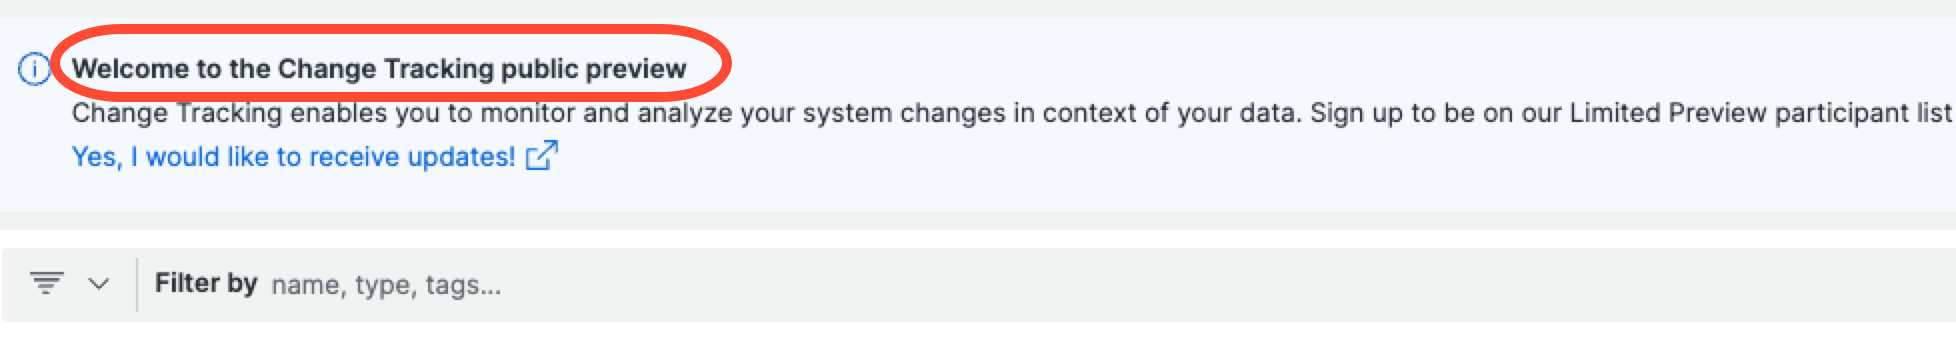 Welcome to the Change Tracking public preview
Change Tracking enables you to monitor and analyze your system changes in context of your data. Sign up to be on our Limited Preview participant list
Yes, I would like to receive updates!
Filter by name, type, tags...